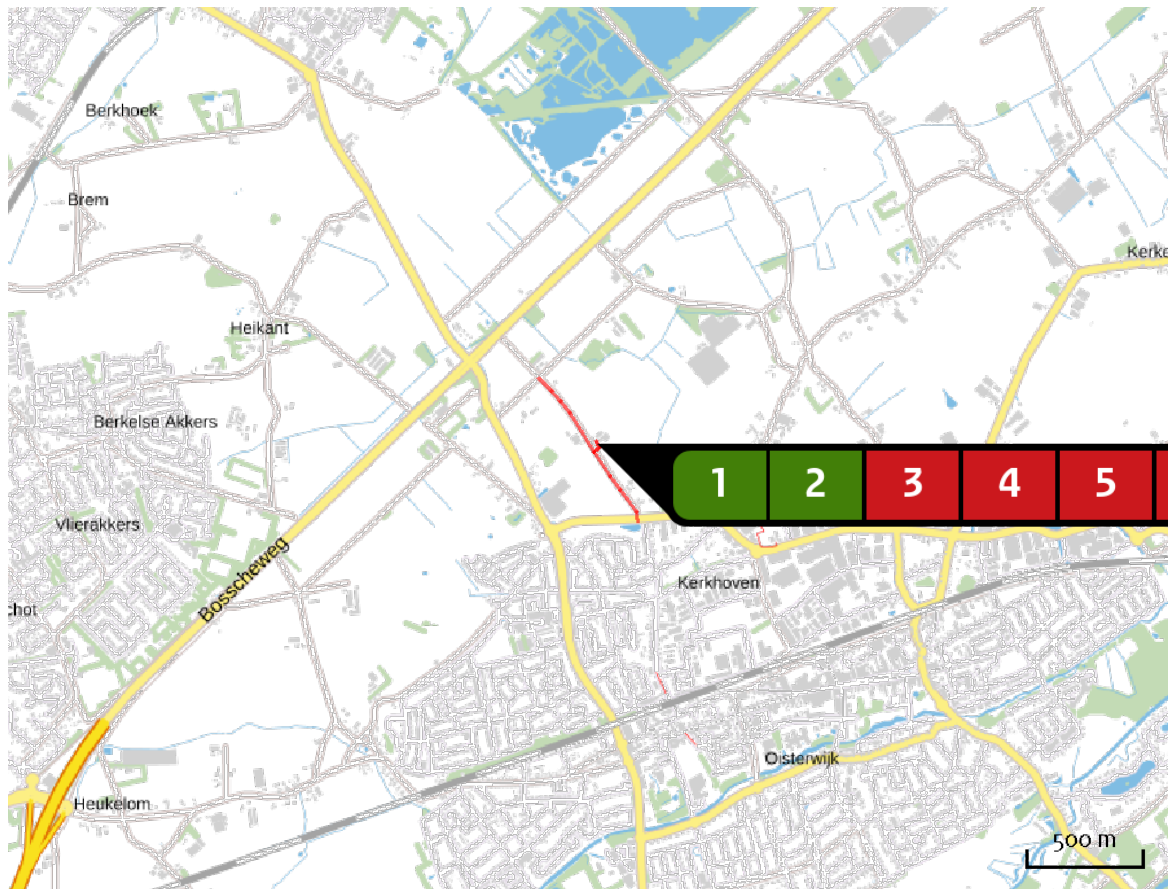 Berkhoek
Brem
Kerke
Heikant
Berkelse Akkers
1 2 3 4 5
Vlierakkers
Bosscheweg
Kerkhoven
chot
Oisterwijk
Heukelom
500 m